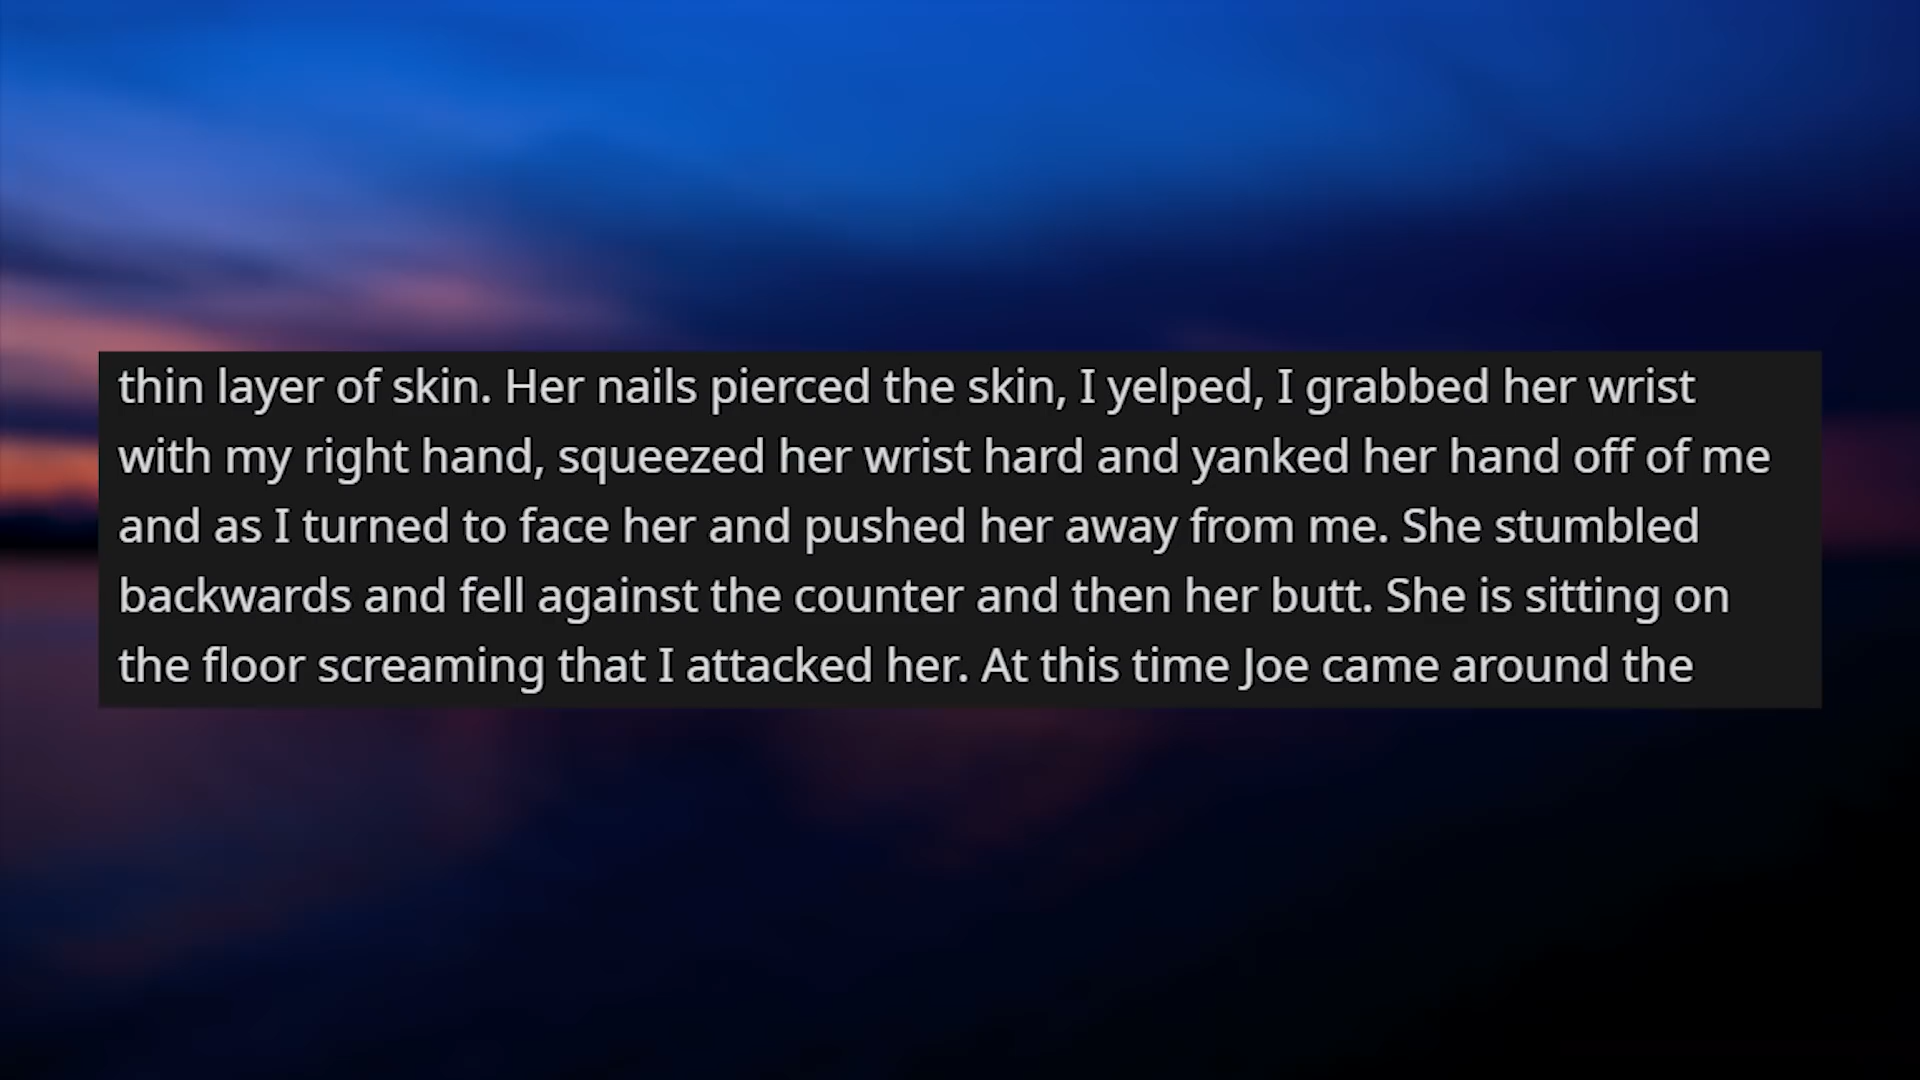 thin layer of skin. Her nails pierced the skin, I yelped, I grabbed her wrist
with my right hand, squeezed her wrist hard and yanked her hand off of me
and as I turned to face her and pushed her away from me. She stumbled
backwards and fell against the counter and then her butt. She is sitting on
the floor screaming that I attacked her. At this time Joe came around the